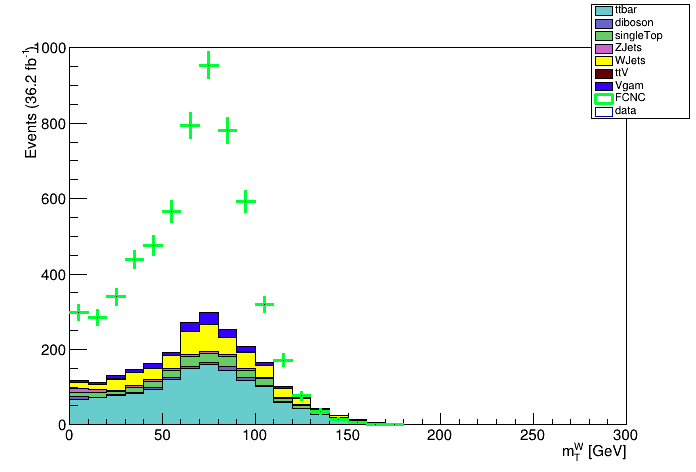 ttbar
diboson
singleTop
ZJets
WJets
ttV
Vgam
FCNC
data
Events (36.2 fb⁻¹)
1000
800
600
400
200
0
0 50 100 150 200 250 300
m_T^W [GeV]